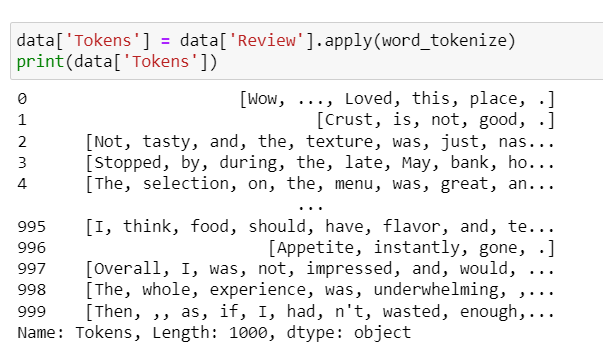 data['Tokens'] = data['Review'].apply(word_tokenize)
print(data['Tokens'])
0 [Wow, ..., Loved, this, place, .]
1 [Crust, is, not, good, .]
2 [Not, tasty, and, the, texture, was, just, nas...
3 [Stopped, by, during, the, late, May, bank, ho...
4 [The, selection, on, the, menu, was, great, an...
...
995 [I, think, food, should, have, flavor, and, te...
996 [Appetite, instantly, gone, .]
997 [Overall, I, was, not, impressed, and, would, ...
998 [The, whole, experience, was, underwhelming, ,...
999 [Then, ,, as, if, I, had, n't, wasted, enough,...
Name: Tokens, Length: 1000, dtype: object